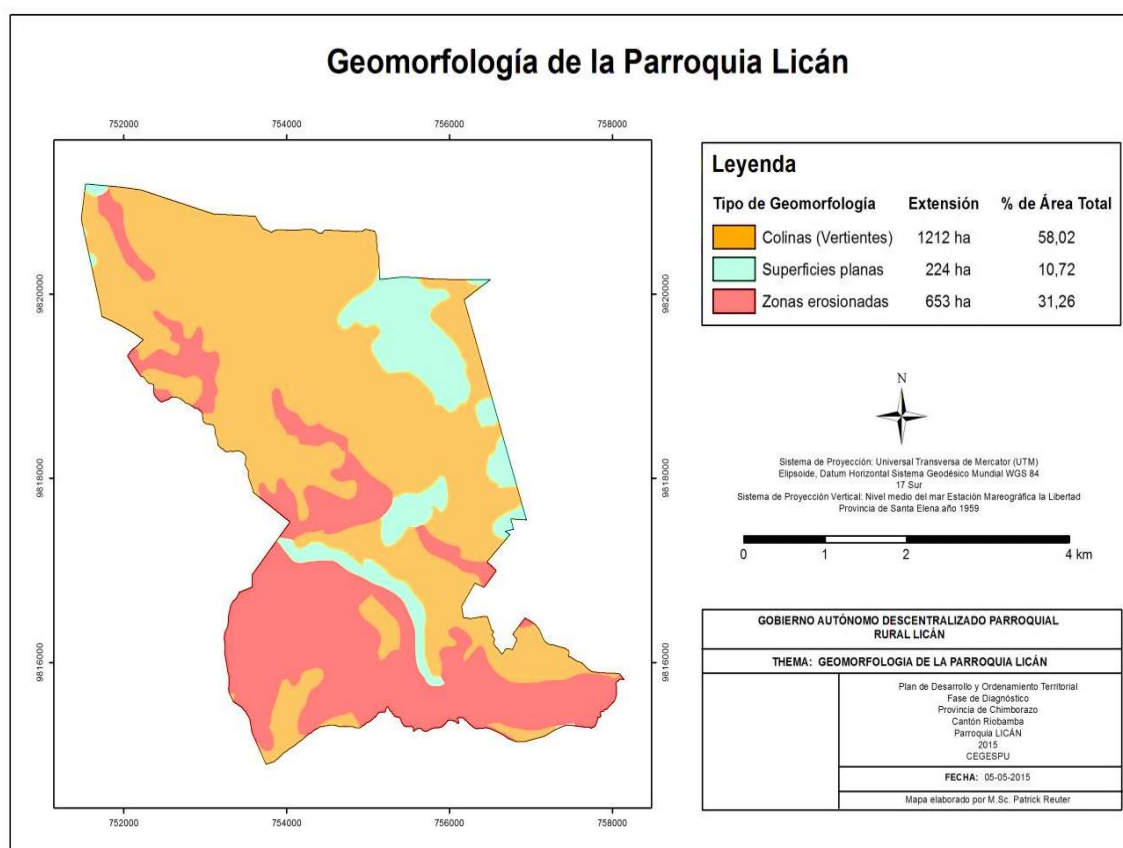 Geomorfología de la Parroquia Licán
752000 754000 756000 758000
9820000 9820000
9818000 9818000
9816000 9816000
752000 754000 756000 758000
Leyenda
Tipo de Geomorfología Extensión % de Área Total
Colinas (Vertientes) 1212 ha 58,02
Superficies planas 224 ha 10,72
Zonas erosionadas 653 ha 31,26
N
Sistema de Proyección: Universal Transversa de Mercator (UTM)
Elipsoide, Datum Horizontal Sistema Geodésico Mundial WGS 84
17 Sur
Sistema de Proyección Vertical: Nivel medio del mar Estación Mareográfica la Libertad
Provincia de Santa Elena año 1959
0 1 2 4 km
GOBIERNO AUTÓNOMO DESCENTRALIZADO PARROQUIAL
RURAL LICÁN
THEMA: GEOMORFOLOGIA DE LA PARROQUIA LICÁN
Plan de Desarrollo y Ordenamiento Territorial
Fase de Diagnóstico
Provincia de Chimborazo
Cantón Riobamba
Parroquia LICÁN
2015
CEGESPU
FECHA: 05-05-2015
Mapa elaborado por M.Sc. Patrick Reuter